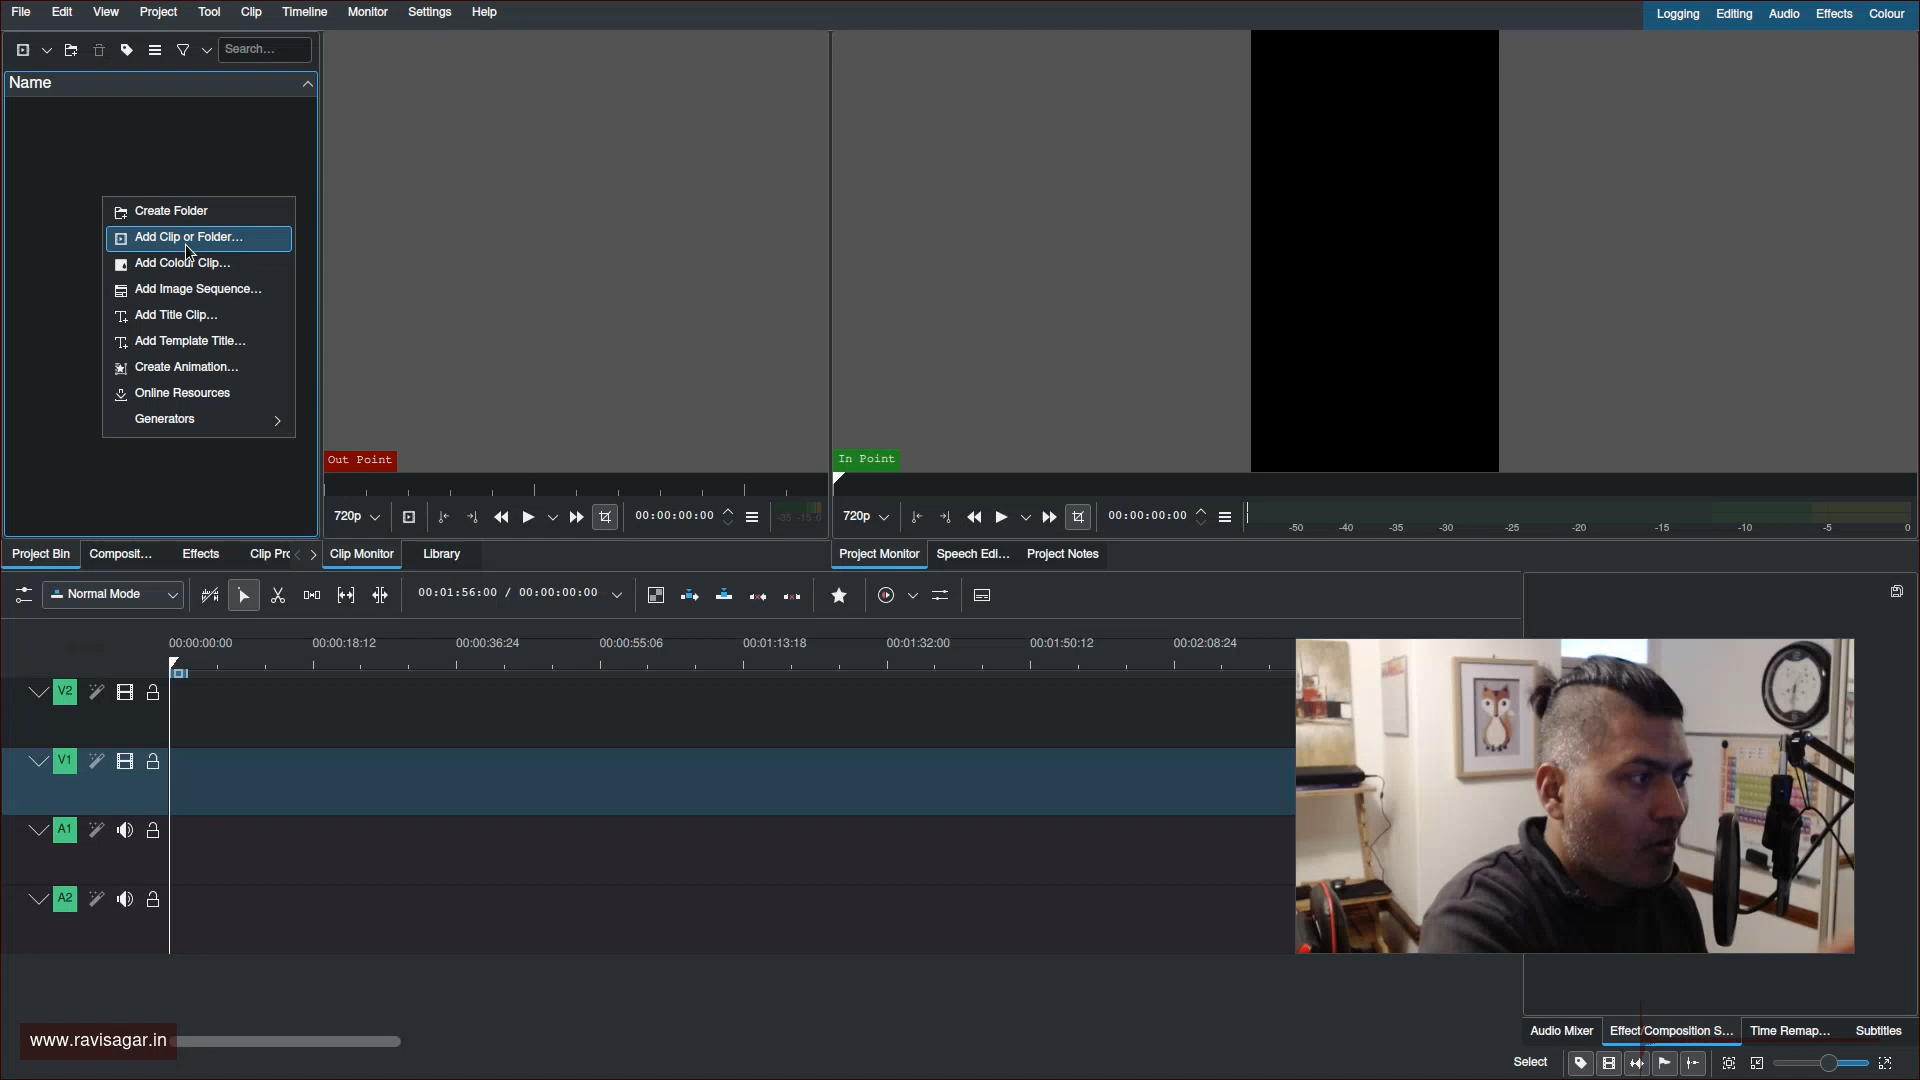 File Edit View Project Tool Clip Timeline Monitor Settings Help
Logging Editing Audio Effects Colour
Search...
Name
Create Folder
Add Clip or Folder...
Add Colour Clip...
Add Image Sequence...
Add Title Clip...
Add Template Title...
Create Animation...
Online Resources
Generators
Out Point
In Point
720p 00:00:00:00 -35 -15 0
720p 00:00:00:00 -50 -40 -35 -30 -25 -20 -15 -10 -5 0
Project Bin Composit... Effects Clip Pro Clip Monitor Library Project Monitor Speech Edi... Project Notes
Normal Mode 00:01:56:00 / 00:00:00:00
00:00:00:00 00:00:18:12 00:00:36:24 00:00:55:06 00:01:13:18 00:01:32:00 00:01:50:12 00:02:08:24
V2
V1
A1
A2
www.ravisagar.in
Audio Mixer Effect/Composition S... Time Remap... Subtitles
Select